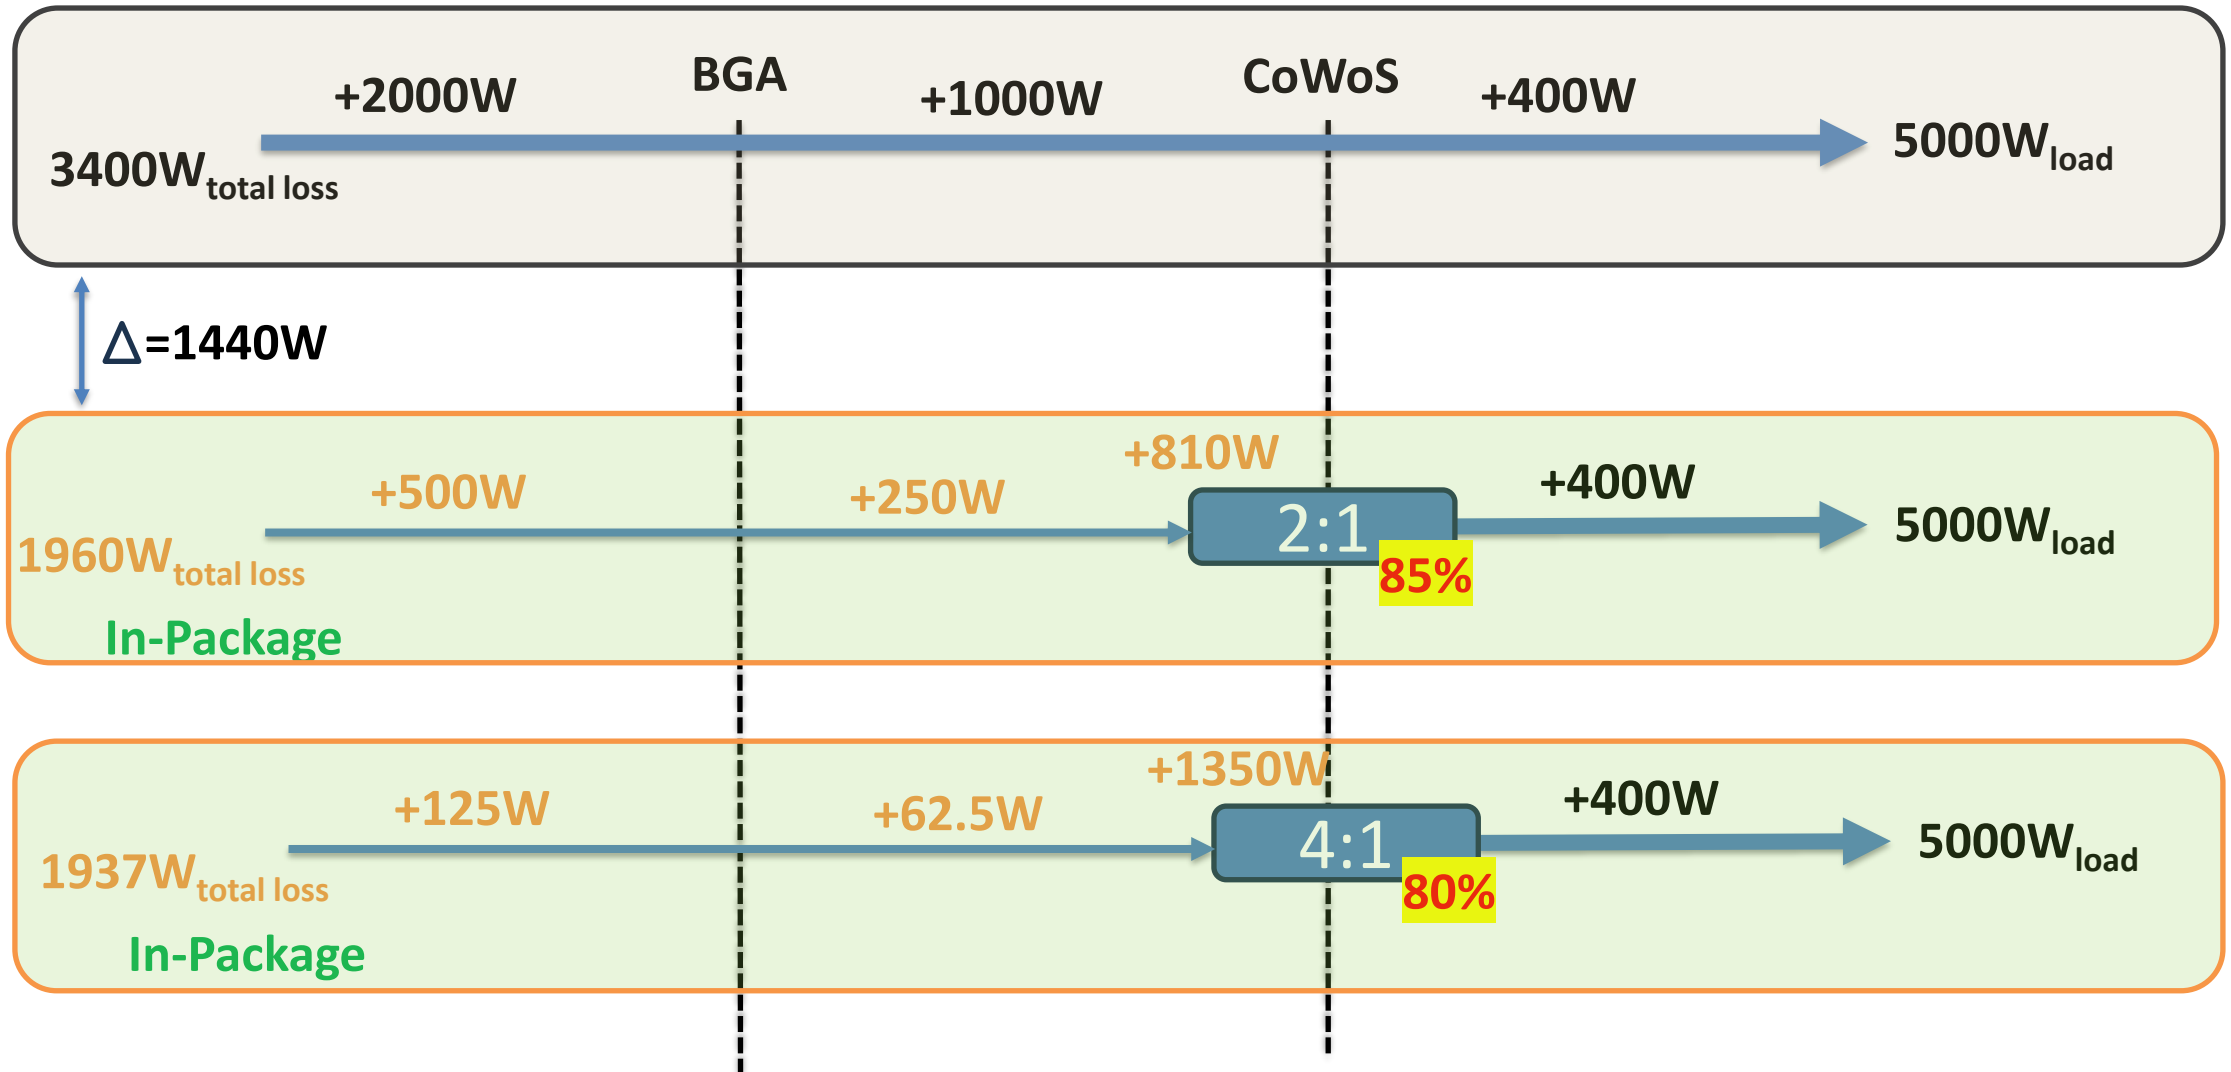 BGA
CoWoS
+2000W
+1000W
+400W
3400Wtotal loss
5000Wload
Δ=1440W
+810W
+500W
+250W
+400W
2:1
5000Wload
1960Wtotal loss
85%
In-Package
+1350W
+125W
+62.5W
+400W
4:1
5000Wload
1937Wtotal loss
80%
In-Package